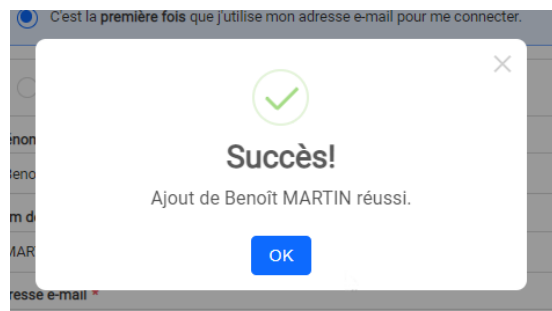 C'est la première fois que j'utilise mon adresse e-mail pour me connecter.
Succès!
Ajout de Benoît MARTIN réussi.
OK
e-mail *